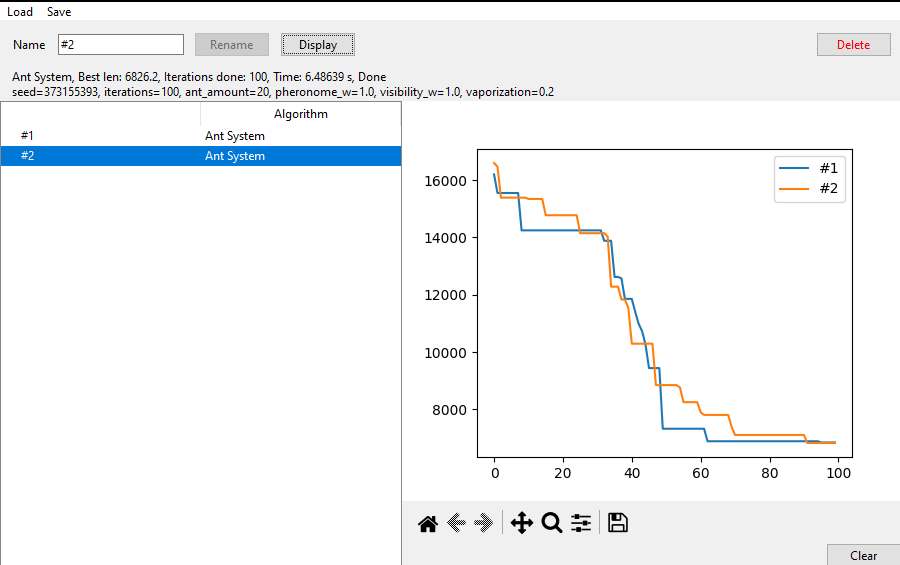 Load Save
Name #2 Rename Display Delete
Ant System, Best len: 6826.2, Iterations done: 100, Time: 6.48639 s, Done
seed=373155393, iterations=100, ant_amount=20, pheronome_w=1.0, visibility_w=1.0, vaporization=0.2
Algorithm
#1 Ant System
#2 Ant System
#1
#2
16000
14000
12000
10000
8000
0 20 40 60 80 100
Clear